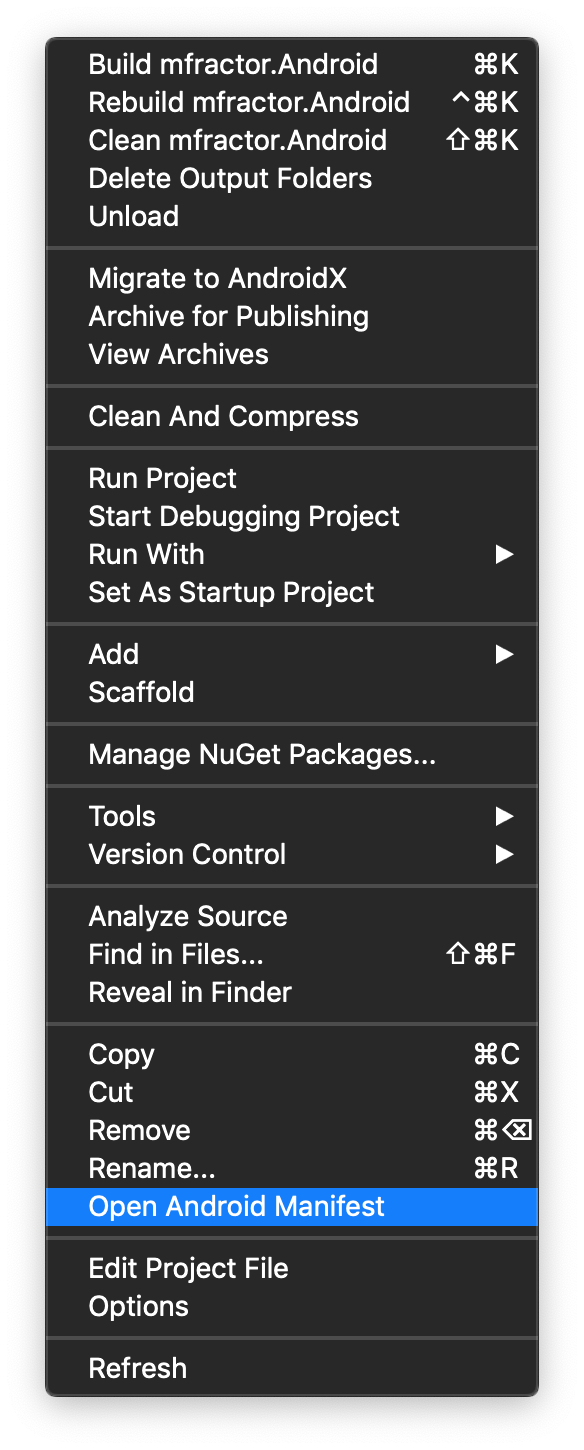 Build mfractor.Android ⌘K
Rebuild mfractor.Android ^⌘K
Clean mfractor.Android ⇧⌘K
Delete Output Folders
Unload
Migrate to AndroidX
Archive for Publishing
View Archives
Clean And Compress
Run Project
Start Debugging Project
Run With ▶
Set As Startup Project
Add ▶
Scaffold
Manage NuGet Packages...
Tools ▶
Version Control ▶
Analyze Source
Find in Files... ⇧⌘F
Reveal in Finder
Copy ⌘C
Cut ⌘X
Remove ⌘⌫
Rename... ⌘R
Open Android Manifest
Edit Project File
Options
Refresh